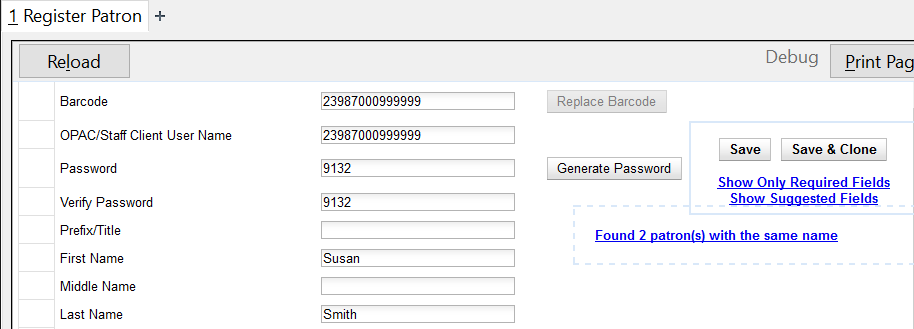 1 Register Patron +
Reload
Debug
Print Pag
Barcode 23987000999999 Replace Barcode
OPAC/Staff Client User Name 23987000999999
Save Save & Clone
Password 9132 Generate Password
Show Only Required Fields
Show Suggested Fields
Verify Password 9132
Prefix/Title
Found 2 patron(s) with the same name
First Name Susan
Middle Name
Last Name Smith